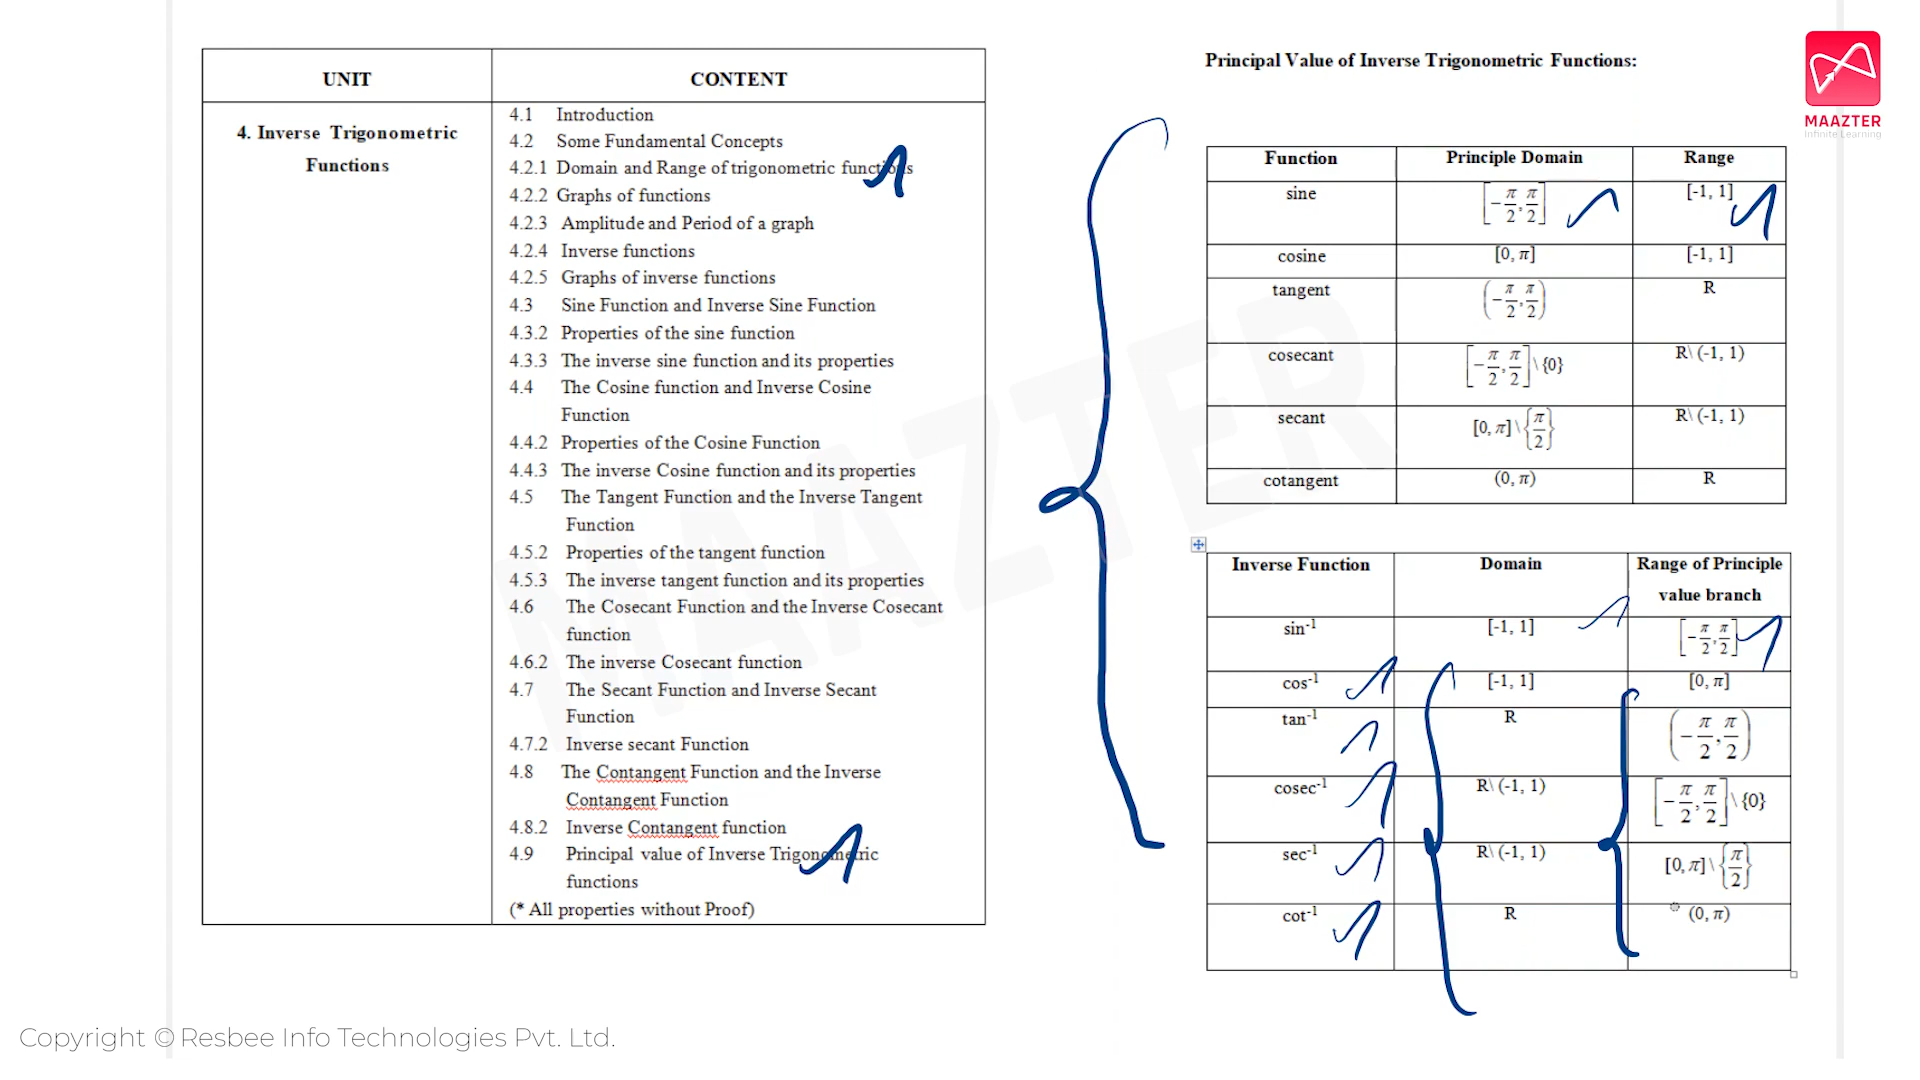 UNIT CONTENT
4. Inverse Trigonometric
Functions
4.1 Introduction
4.2 Some Fundamental Concepts
4.2.1 Domain and Range of trigonometric functions
4.2.2 Graphs of functions
4.2.3 Amplitude and Period of a graph
4.2.4 Inverse functions
4.2.5 Graphs of inverse functions
4.3 Sine Function and Inverse Sine Function
4.3.2 Properties of the sine function
4.3.3 The inverse sine function and its properties
4.4 The Cosine function and Inverse Cosine
Function
4.4.2 Properties of the Cosine Function
4.4.3 The inverse Cosine function and its properties
4.5 The Tangent Function and the Inverse Tangent
Function
4.5.2 Properties of the tangent function
4.5.3 The inverse tangent function and its properties
4.6 The Cosecant Function and the Inverse Cosecant
function
4.6.2 The inverse Cosecant function
4.7 The Secant Function and Inverse Secant
Function
4.7.2 Inverse secant Function
4.8 The Contangent Function and the Inverse
Contangent Function
4.8.2 Inverse Contangent function
4.9 Principal value of Inverse Trigonometric
functions
(* All properties without Proof)
Principal Value of Inverse Trigonometric Functions:
Function Principle Domain Range
sine [-π/2, π/2] [-1, 1]
cosine [0, π] [-1, 1]
tangent (-π/2, π/2) R
cosecant [-π/2, π/2] \ {0} R\ (-1, 1)
secant [0, π] \ {π/2} R\ (-1, 1)
cotangent (0, π) R
Inverse Function Domain Range of Principle
value branch
sin⁻¹ [-1, 1] [-π/2, π/2]
cos⁻¹ [-1, 1] [0, π]
tan⁻¹ R (-π/2, π/2)
cosec⁻¹ R\ (-1, 1) [-π/2, π/2] \ {0}
sec⁻¹ R\ (-1, 1) [0, π] \ {π/2}
cot⁻¹ R (0, π)
MAAZTER
Infinite Learning
MAAZTER
Copyright © Resbee Info Technologies Pvt. Ltd.